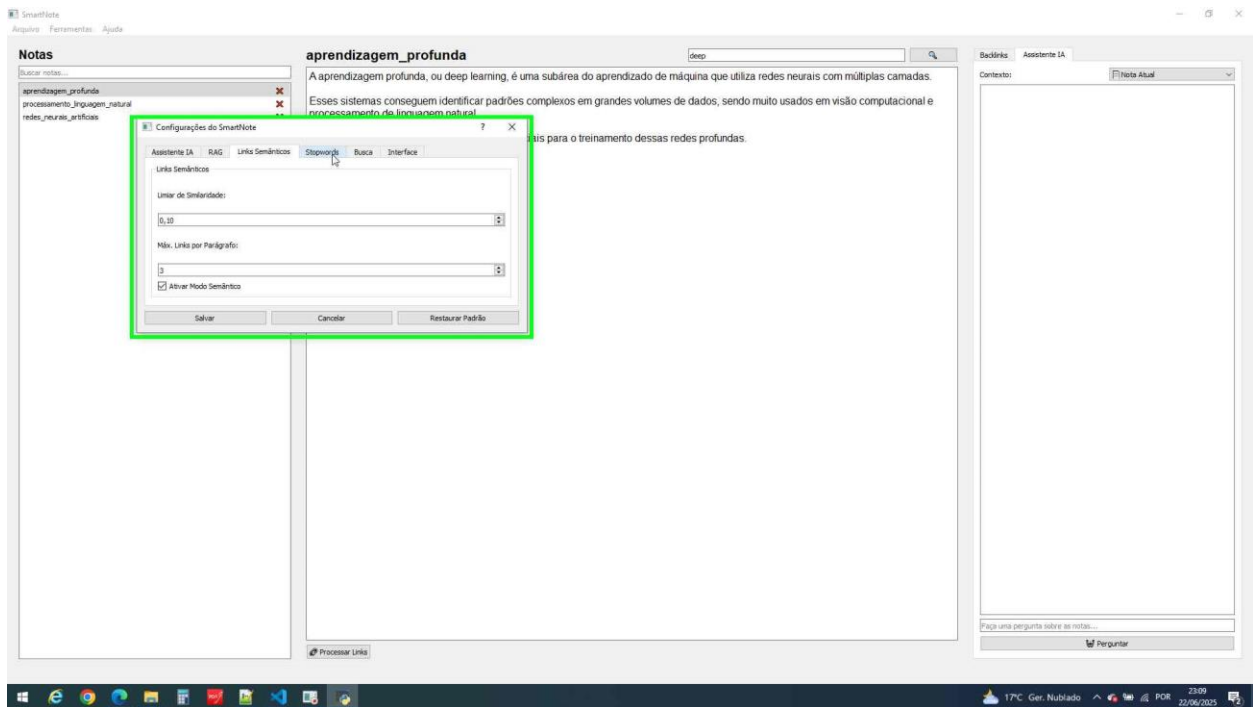 SmartNote
Arquivo Ferramentas Ajuda
Notas
Buscar notas...
aprendizagem_profunda
processamento_linguagem_natural
redes_neurais_artificiais
aprendizagem_profunda
deep
A aprendizagem profunda, ou deep learning, é uma subárea do aprendizado de máquina que utiliza redes neurais com múltiplas camadas.
Esses sistemas conseguem identificar padrões complexos em grandes volumes de dados, sendo muito usados em visão computacional e
processamento de linguagem natural
iais para o treinamento dessas redes profundas.
Configurações do SmartNote
Assistente IA RAG Links Semânticos Stopwords Busca Interface
Links Semânticos
Limiar de Similaridade:
0,10
Máx. Links por Parágrafo:
3
Ativar Modo Semântico
Salvar Cancelar Restaurar Padrão
Processar Links
Backlinks Assistente IA
Contexto: Nota Atual
Faça uma pergunta sobre as notas...
Perguntar
17°C Ger. Nublado POR 23:09
22/06/2025